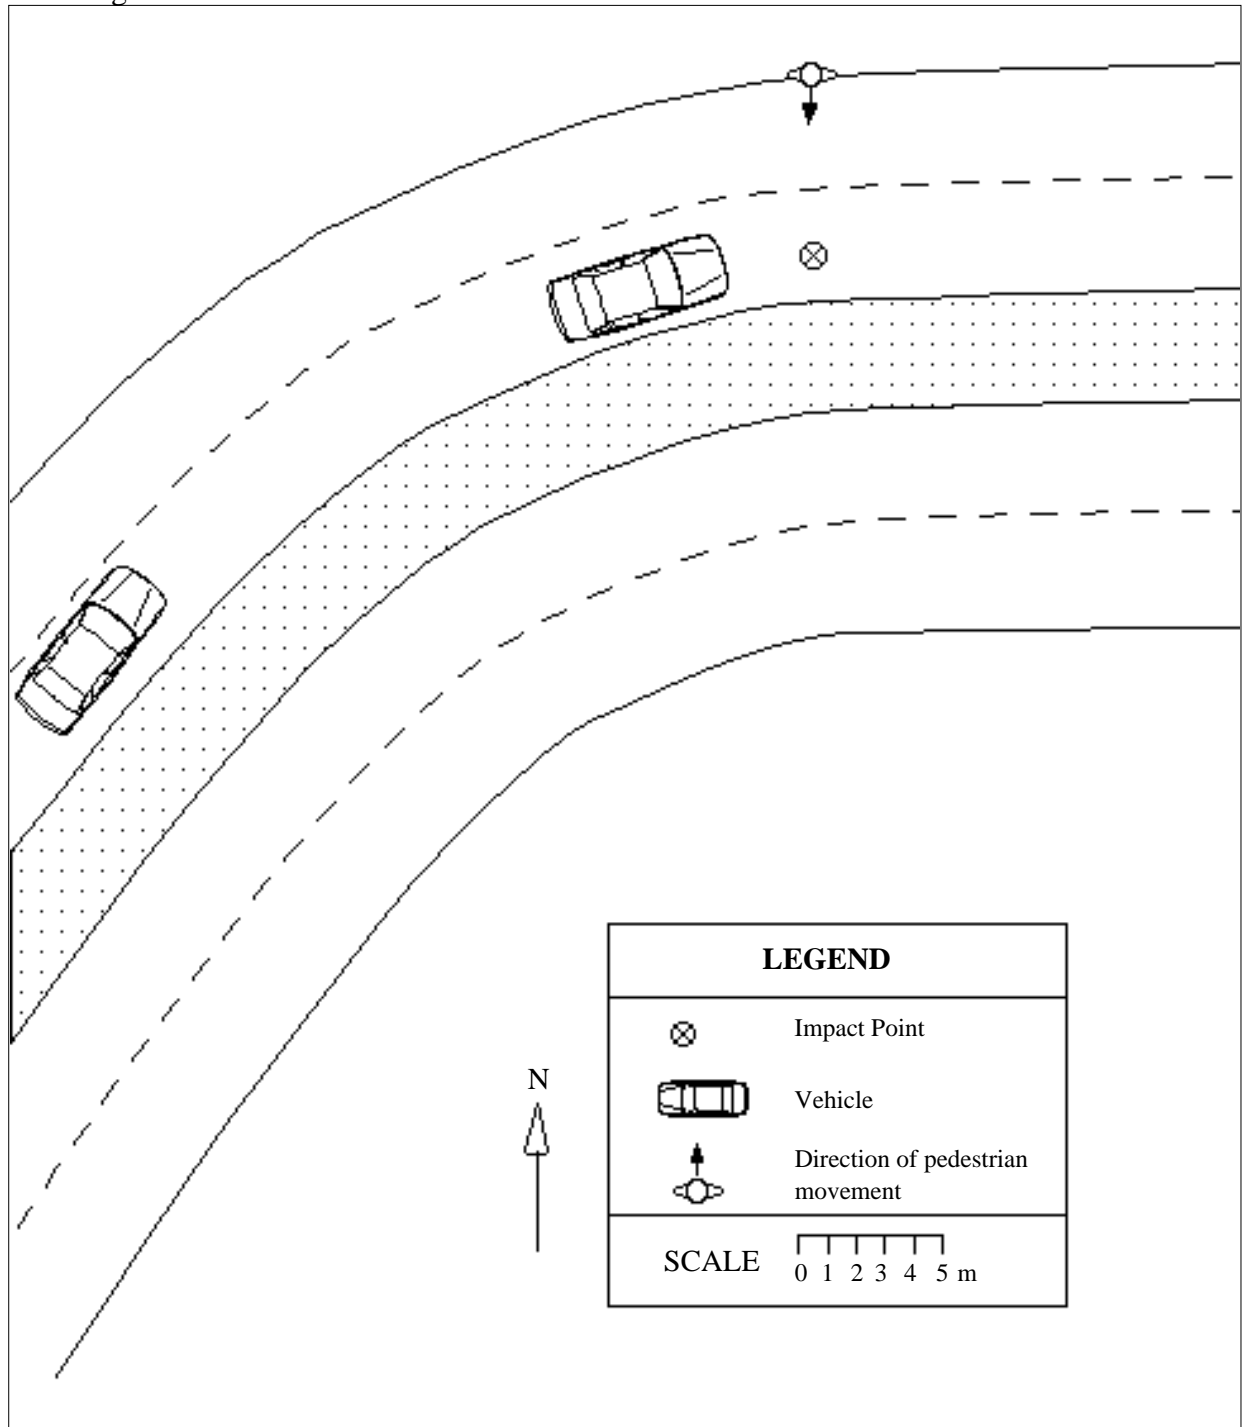 LEGEND
Impact Point
N
Vehicle
Direction of pedestrian
movement
SCALE
0 1 2 3 4 5 m